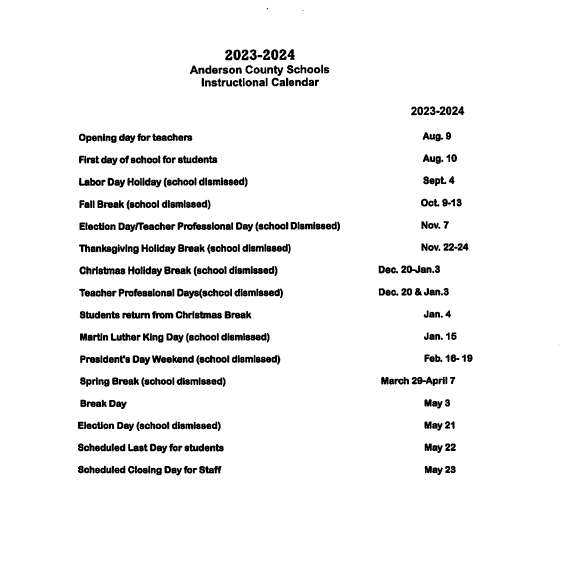 2023-2024
Anderson County Schools
Instructional Calendar
2023-2024
Opening day for teachers Aug. 9
First day of school for students Aug. 10
Labor Day Holiday (school dismissed) Sept. 4
Fall Break (school dismissed) Oct. 9-13
Election Day/Teacher Professional Day (school Dismissed) Nov. 7
Thanksgiving Holiday Break (school dismissed) Nov. 22-24
Christmas Holiday Break (school dismissed) Dec. 20-Jan.3
Teacher Professional Days(school dismissed) Dec. 20 & Jan.3
Students return from Christmas Break Jan. 4
Martin Luther King Day (school dismissed) Jan. 15
President's Day Weekend (school dismissed) Feb. 16- 19
Spring Break (school dismissed) March 29-April 7
Break Day May 3
Election Day (school dismissed) May 21
Scheduled Last Day for students May 22
Scheduled Closing Day for Staff May 23